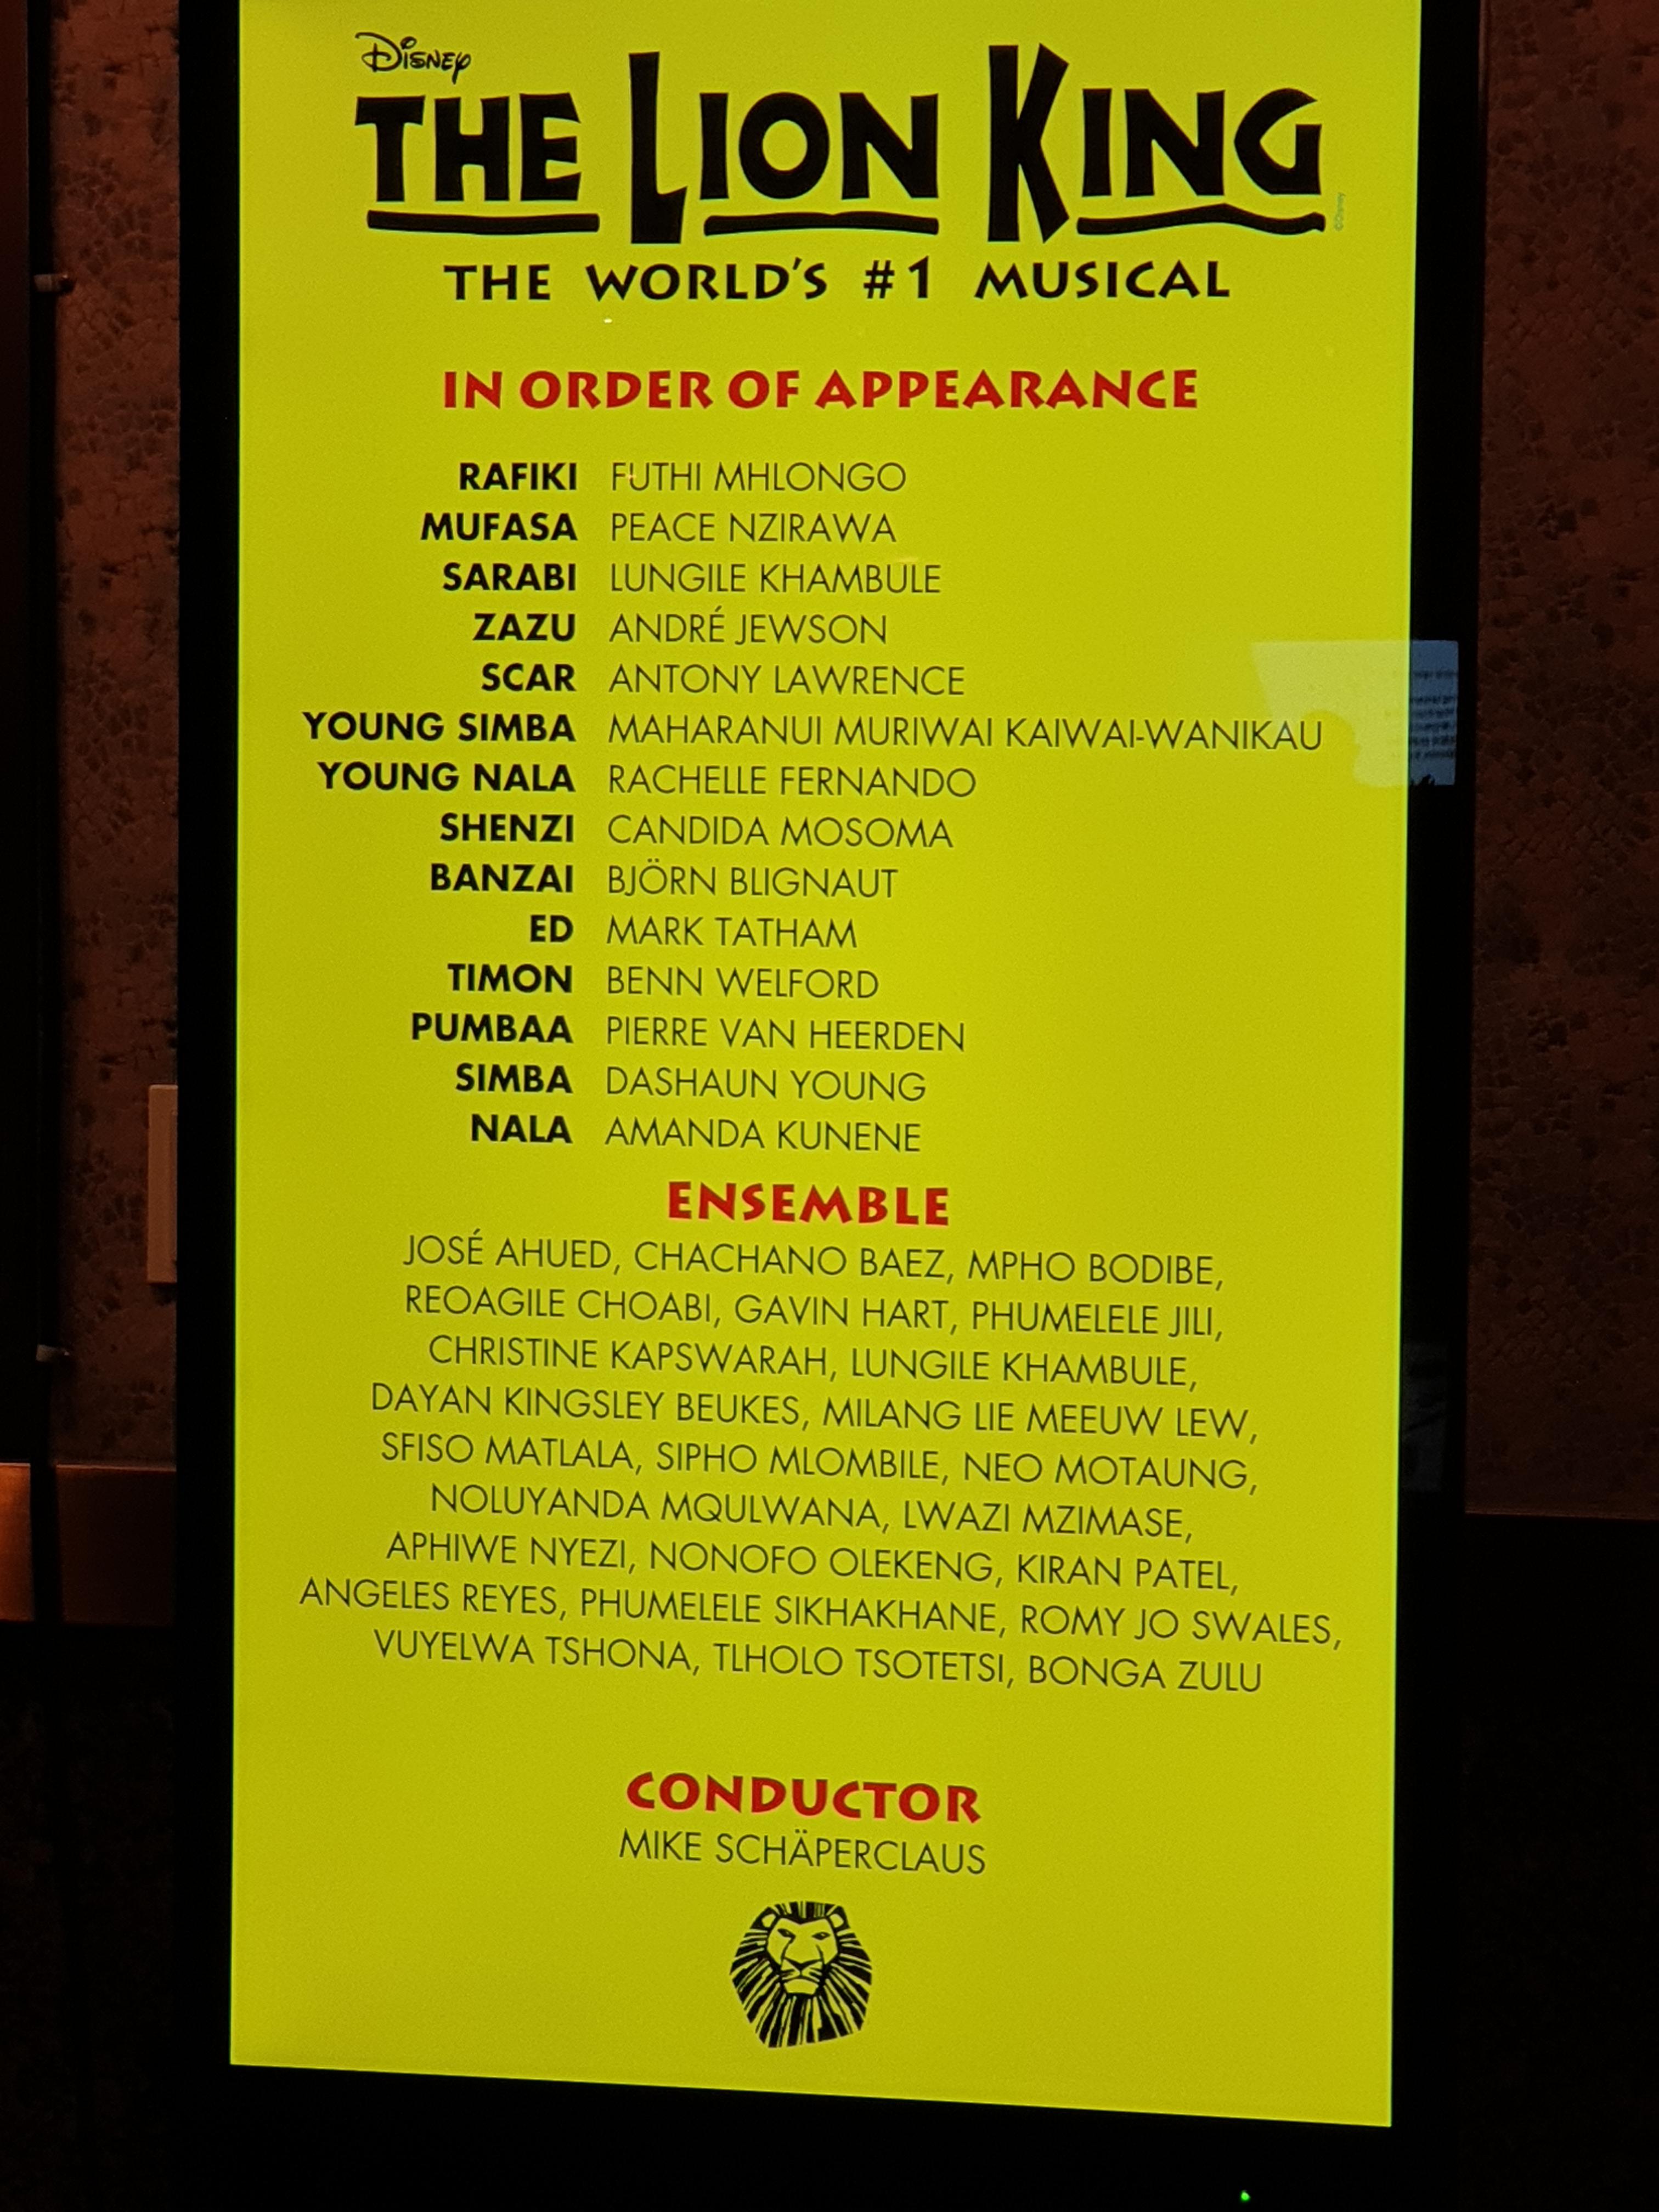 Disney
THE LION KING
©Disney
THE WORLD'S #1 MUSICAL
IN ORDER OF APPEARANCE
RAFIKI FUTHI MHLONGO
MUFASA PEACE NZIRAWA
SARABI LUNGILE KHAMBULE
ZAZU ANDRÉ JEWSON
SCAR ANTONY LAWRENCE
YOUNG SIMBA MAHARANUI MURIWAI KAIWAI-WANIKAU
YOUNG NALA RACHELLE FERNANDO
SHENZI CANDIDA MOSOMA
BANZAI BJÖRN BLIGNAUT
ED MARK TATHAM
TIMON BENN WELFORD
PUMBAA PIERRE VAN HEERDEN
SIMBA DASHAUN YOUNG
NALA AMANDA KUNENE
ENSEMBLE
JOSÉ AHUED, CHACHANO BAEZ, MPHO BODIBE,
REOAGILE CHOABI, GAVIN HART, PHUMELELE JILI,
CHRISTINE KAPSWARAH, LUNGILE KHAMBULE,
DAYAN KINGSLEY BEUKES, MILANG LIE MEEUW LEW,
SFISO MATLALA, SIPHO MLOMBILE, NEO MOTAUNG,
NOLUYANDA MQULWANA, LWAZI MZIMASE,
APHIWE NYEZI, NONOFO OLEKENG, KIRAN PATEL,
ANGELES REYES, PHUMELELE SIKHAKHANE, ROMY JO SWALES,
VUYELWA TSHONA, TLHOLO TSOTETSI, BONGA ZULU
CONDUCTOR
MIKE SCHÄPERCLAUS